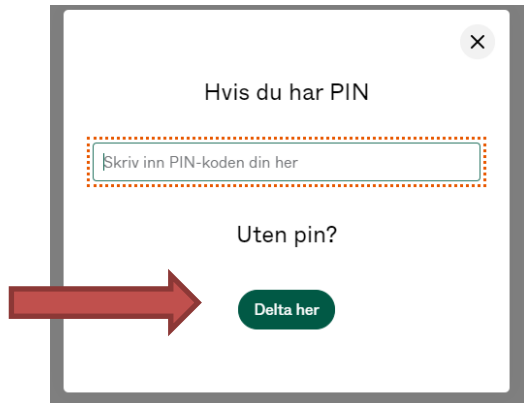 Hvis du har PIN
Skriv inn PIN-koden din her
Uten pin?
Delta her